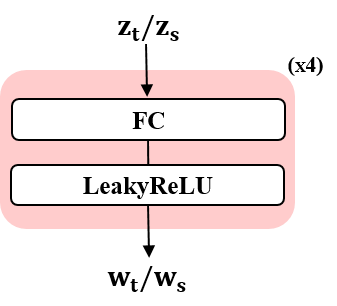 z_t/z_s
(x4)
FC
LeakyReLU
w_t/w_s